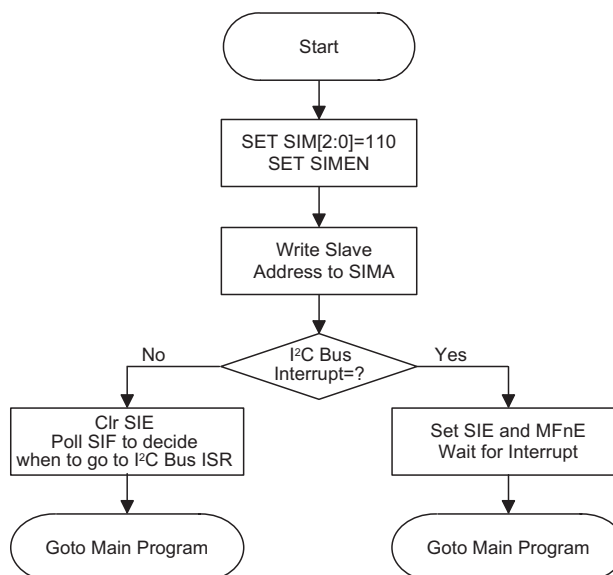 Start
SET SIM[2:0]=110
SET SIMEN
Write Slave
Address to SIMA
I²C Bus
Interrupt=?
No
Yes
Clr SIE
Poll SIF to decide
when to go to I²C Bus ISR
Set SIE and MFnE
Wait for Interrupt
Goto Main Program
Goto Main Program